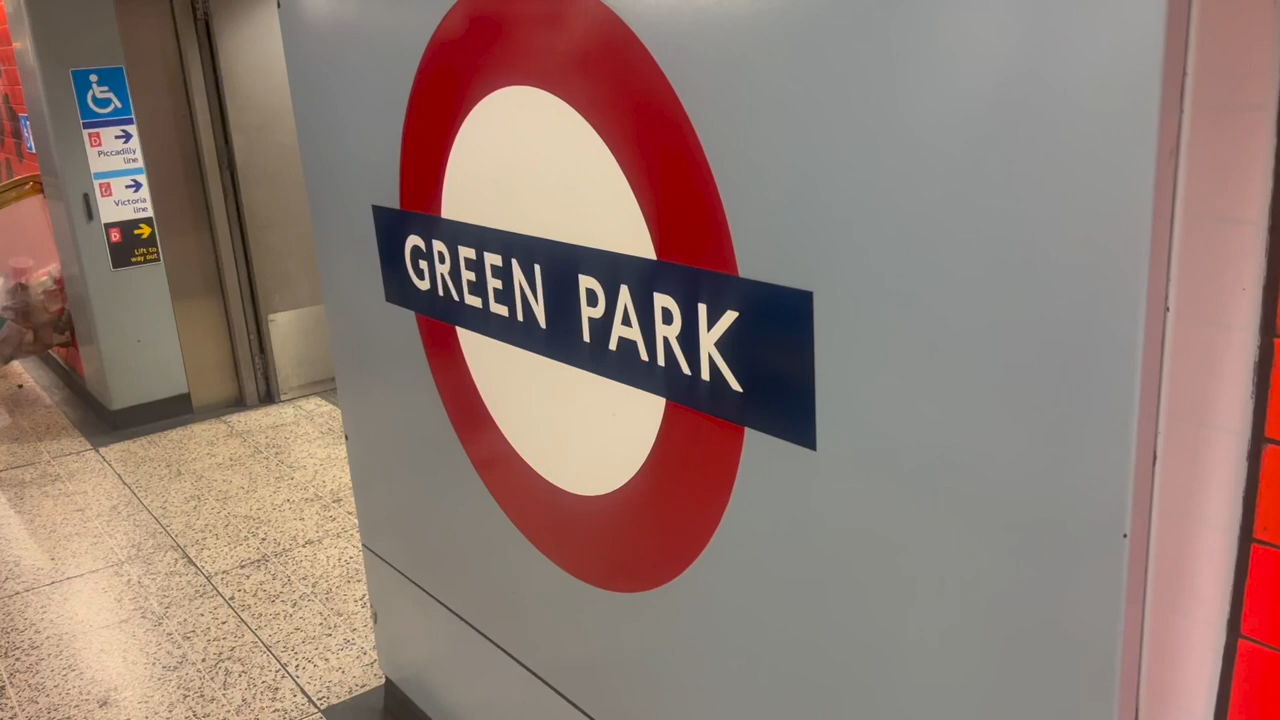 D
Piccadilly
line
Victoria
line
D
Lift to
way out
GREEN PARK